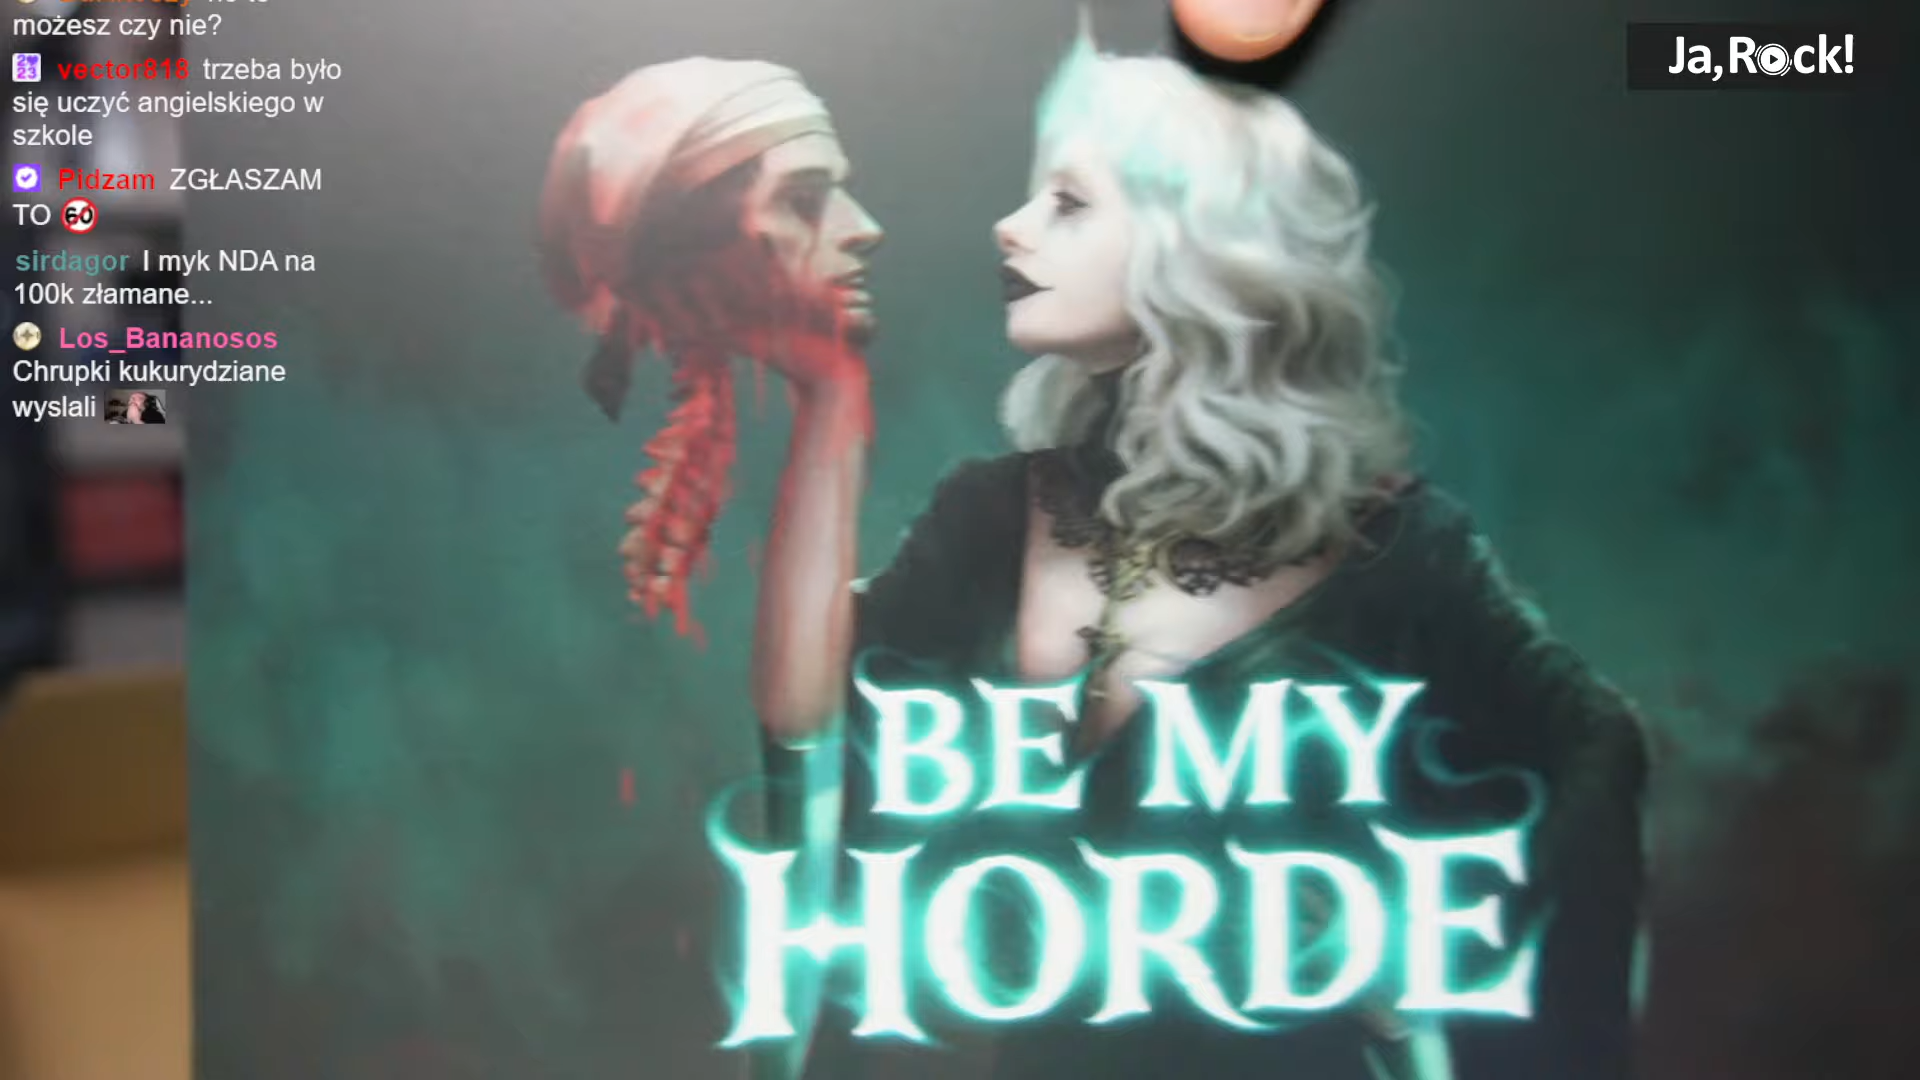 możesz czy nie?
vector818 trzeba było
się uczyć angielskiego w
szkole
Pidzam ZGŁASZAM
TO 60
sirdagor I myk NDA na
100k złamane...
Los_Bananosos
Chrupki kukurydziane
wyslali
Ja,Rock!
BE MY
HORDE